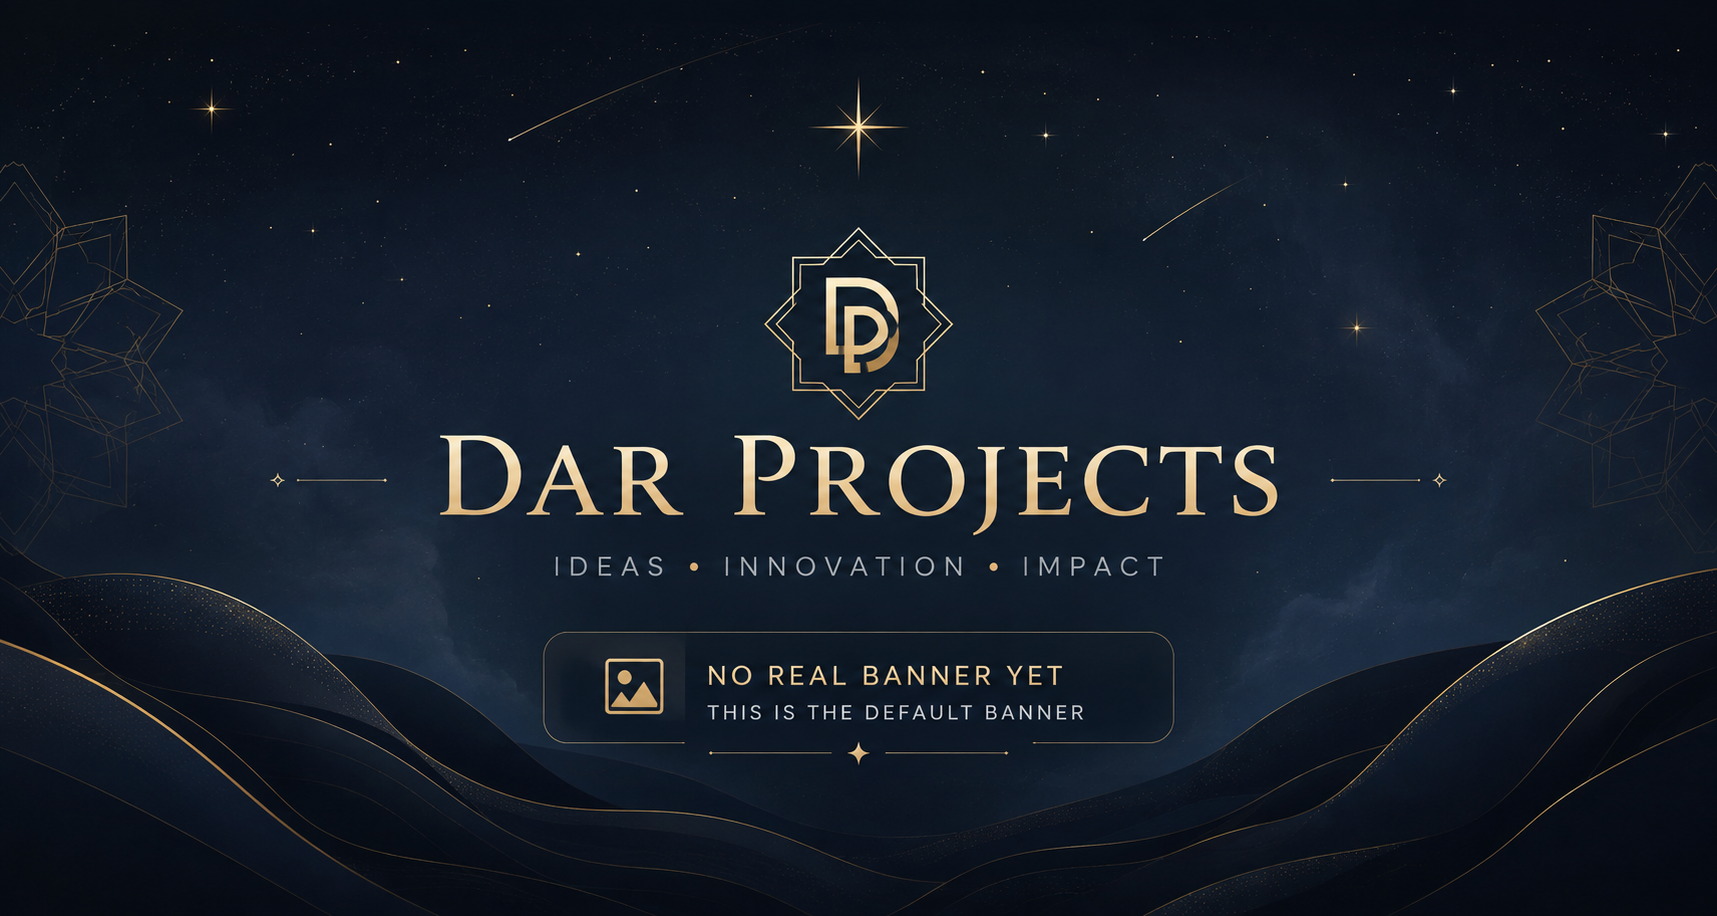 DP
DAR PROJECTS
IDEAS • INNOVATION • IMPACT
NO REAL BANNER YET
THIS IS THE DEFAULT BANNER